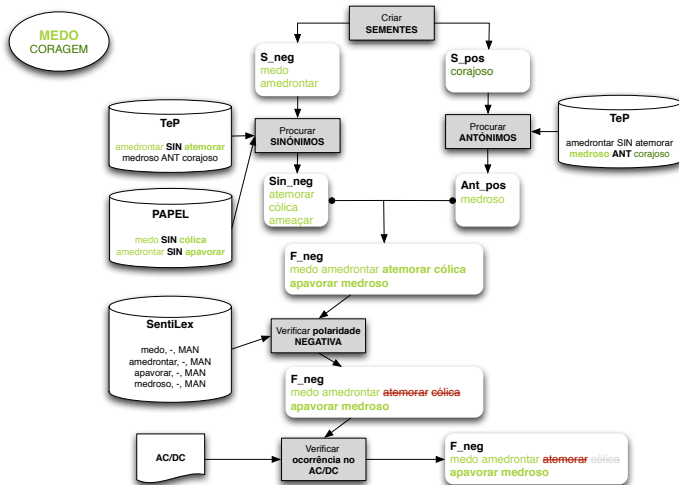 MEDO
CORAGEM
Criar
SEMENTES
S_neg
medo
amedrontar
S_pos
corajoso
TeP
amedrontar SIN atemorar
medroso ANT corajoso
Procurar
SINÓNIMOS
Procurar
ANTÓNIMOS
TeP
amedrontar SIN atemorar
medroso ANT corajoso
PAPEL
medo SIN cólica
amedrontar SIN apavorar
Sin_neg
atemorar
cólica
ameaçar
Ant_pos
medroso
F_neg
medo amedrontar atemorar cólica
apavorar medroso
SentiLex
medo, -, MAN
amedrontar, -, MAN
apavorar, -, MAN
medroso, -, MAN
Verificar polaridade
NEGATIVA
F_neg
medo amedrontar atemorar cólica
apavorar medroso
AC/DC
Verificar
ocorrência no
AC/DC
F_neg
medo amedrontar atemorar cólica
apavorar medroso